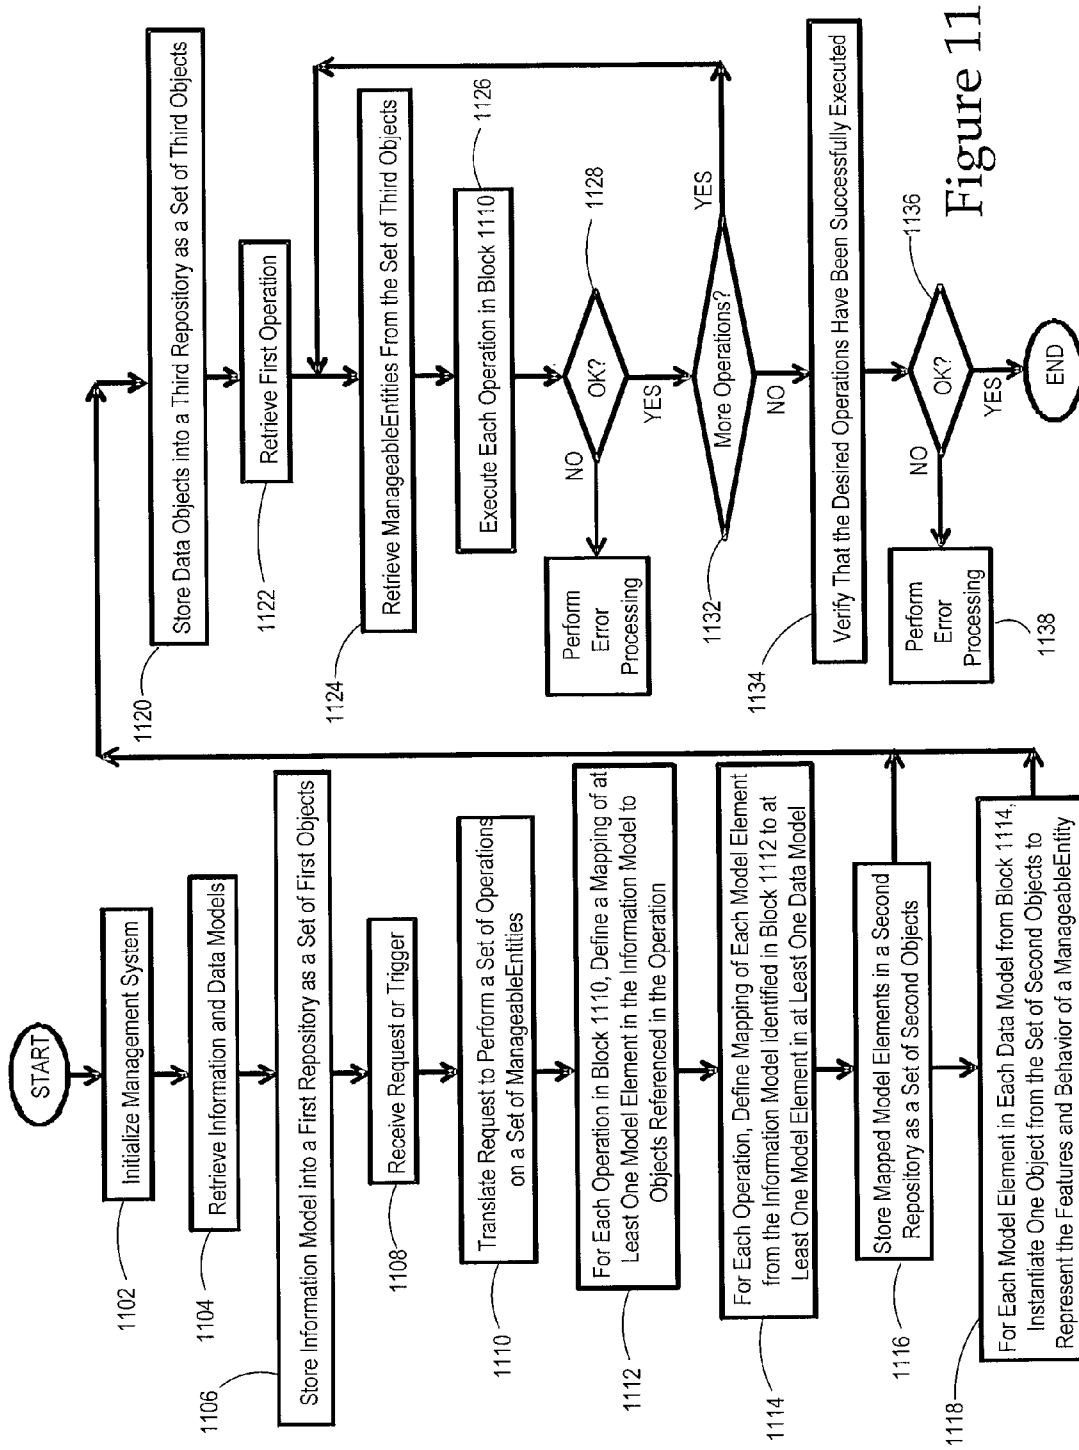 START
Initialize Management System
1102
Retrieve Information and Data Models
1104
Store Information Model into a First Repository as a Set of First Objects
1106
Receive Request or Trigger
1108
Translate Request to Perform a Set of Operations
on a Set of ManageableEntities
1110
For Each Operation in Block 1110, Define a Mapping of at
Least One Model Element in the Information Model to
Objects Referenced in the Operation
1112
For Each Operation, Define Mapping of Each Model Element
from the Information Model identified in Block 1112 to at
Least One Model Element in at Least One Data Model
1114
Store Mapped Model Elements in a Second
Repository as a Set of Second Objects
1116
For Each Model Element in Each Data Model from Block 1114,
Instantiate One Object from the Set of Second Objects to
Represent the Features and Behavior of a ManageableEntity
1118
Store Data Objects into a Third Repository as a Set of Third Objects
1120
Retrieve First Operation
1122
Retrieve ManageableEntities From the Set of Third Objects
1124
Execute Each Operation in Block 1110
1126
OK?
1128
NO
YES
Perform
Error
Processing
More Operations?
1132
YES
NO
Verify That the Desired Operations Have Been Successfully Executed
1134
OK?
1136
NO
YES
Perform
Error
Processing
1138
END
Figure 11